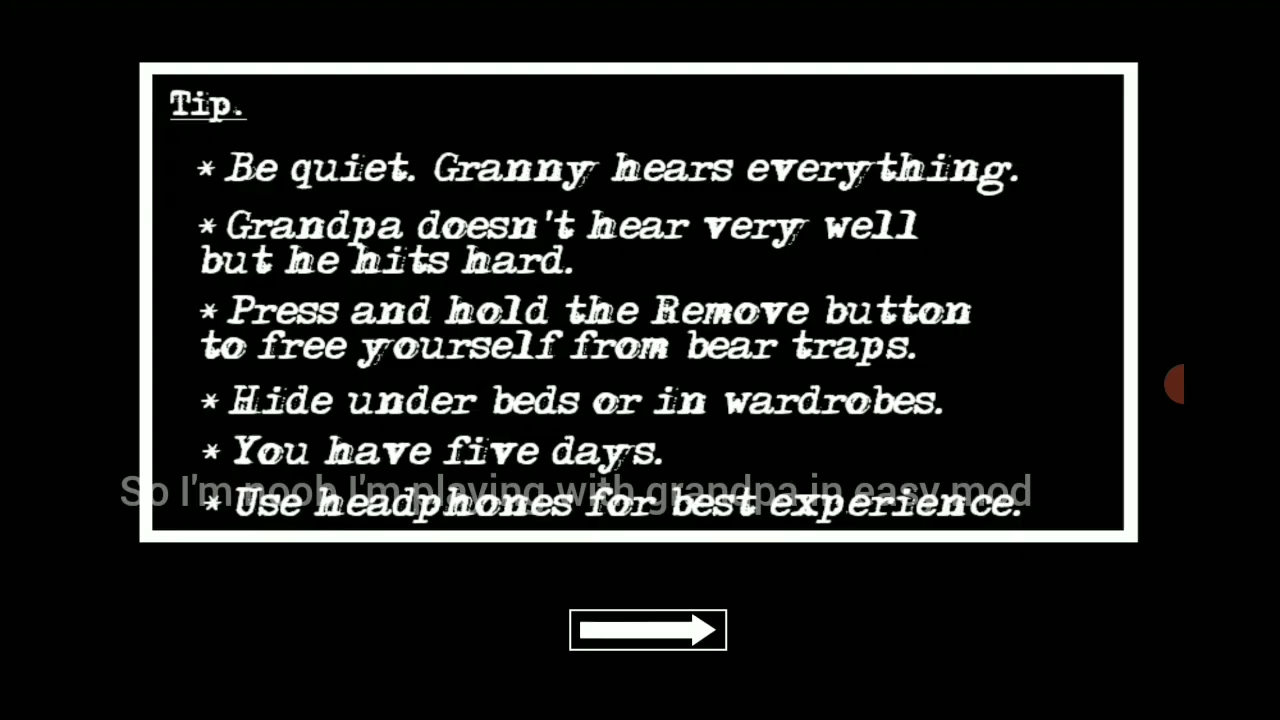 Tip.
* Be quiet. Granny hears everything.
* Grandpa doesn't hear very well
but he hits hard.
* Press and hold the Remove button
to free yourself from bear traps.
* Hide under beds or in wardrobes.
* You have five days.
So I'm noob I'm playing with grandpa in easy mod
* Use headphones for best experience.